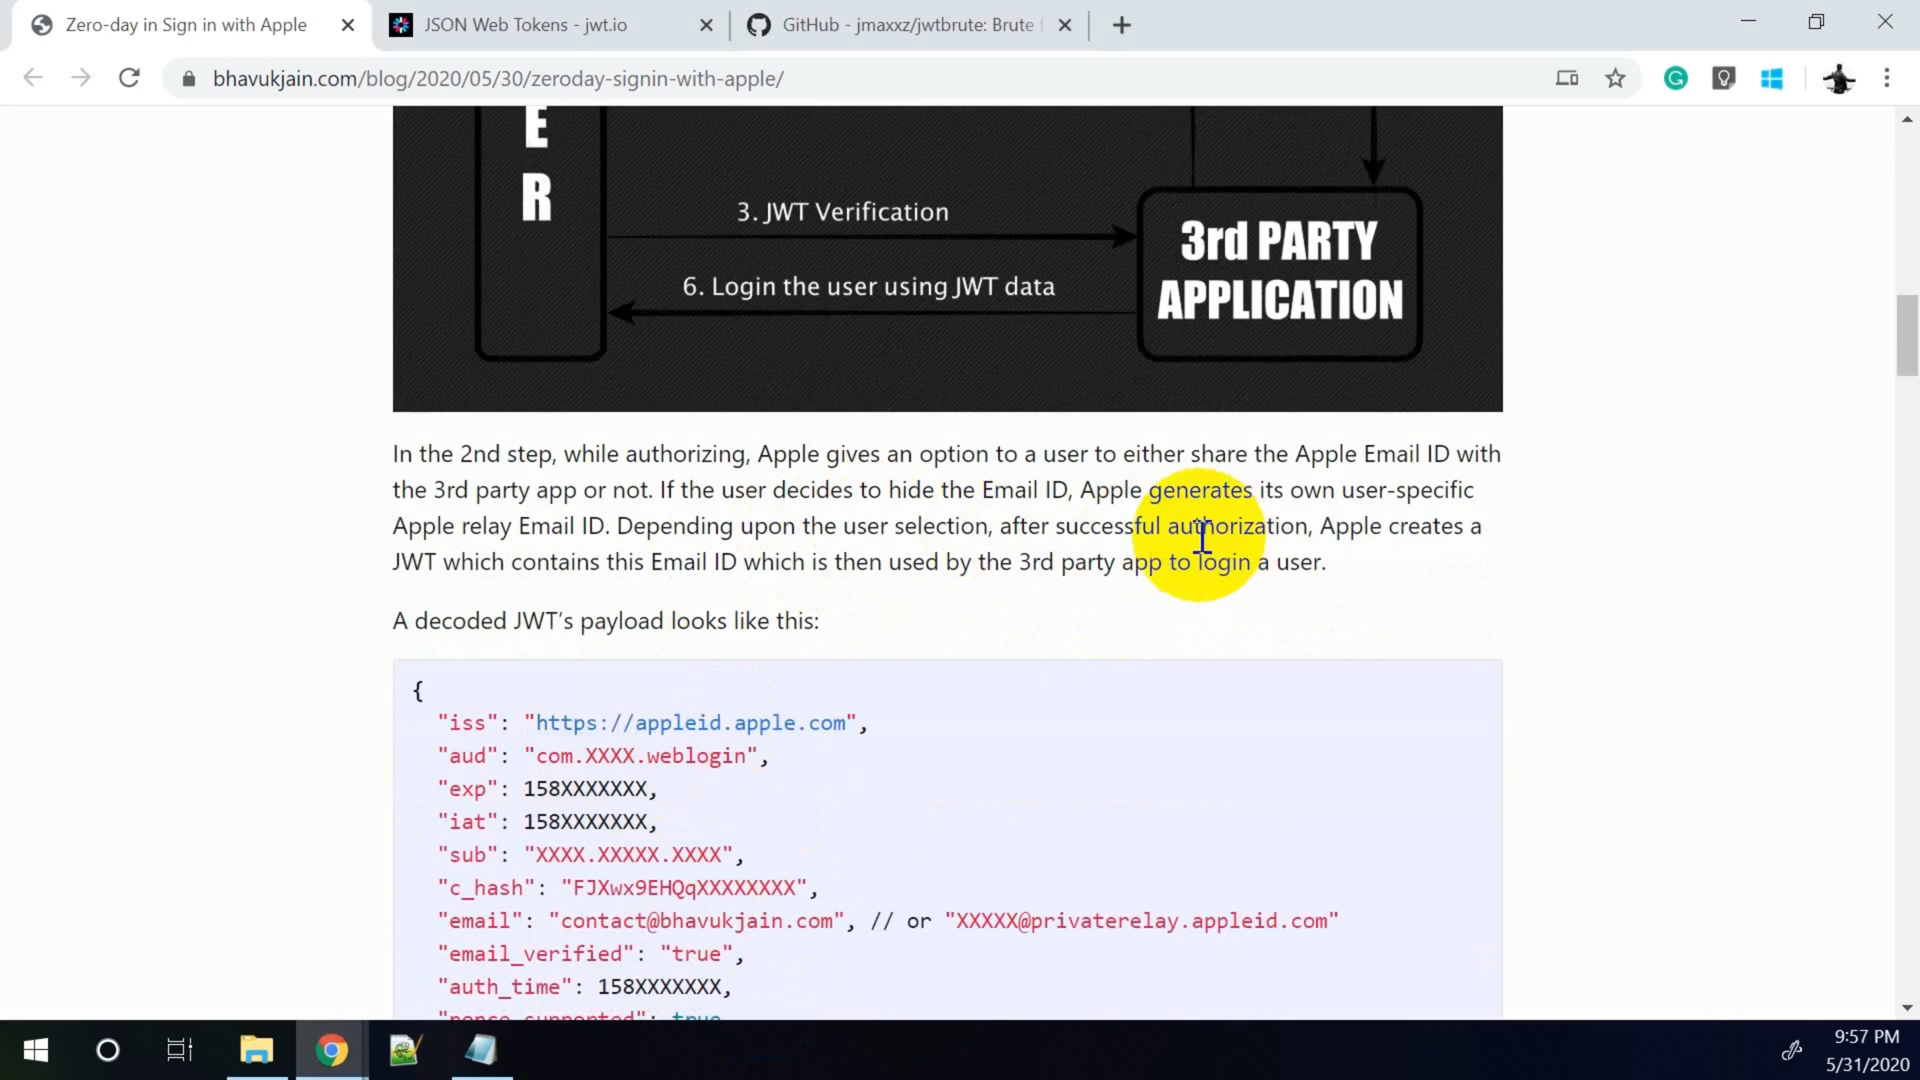 Zero-day in Sign in with Apple
JSON Web Tokens - jwt.io
GitHub - jmaxxz/jwtbrute: Brute f
bhavukjain.com/blog/2020/05/30/zeroday-signin-with-apple/
E
R
3. JWT Verification
6. Login the user using JWT data
3rd PARTY
APPLICATION
In the 2nd step, while authorizing, Apple gives an option to a user to either share the Apple Email ID with
the 3rd party app or not. If the user decides to hide the Email ID, Apple generates its own user-specific
Apple relay Email ID. Depending upon the user selection, after successful authorization, Apple creates a
JWT which contains this Email ID which is then used by the 3rd party app to login a user.
A decoded JWT’s payload looks like this:
{
"iss": "https://appleid.apple.com",
"aud": "com.XXXX.weblogin",
"exp": 158XXXXXXX,
"iat": 158XXXXXXX,
"sub": "XXXX.XXXXX.XXXX",
"c_hash": "FJXwx9EHQqXXXXXXXX",
"email": "contact@bhavukjain.com", // or "XXXXX@privaterelay.appleid.com"
"email_verified": "true",
"auth_time": 158XXXXXXX,
"nonce_supported": true
9:57 PM
5/31/2020